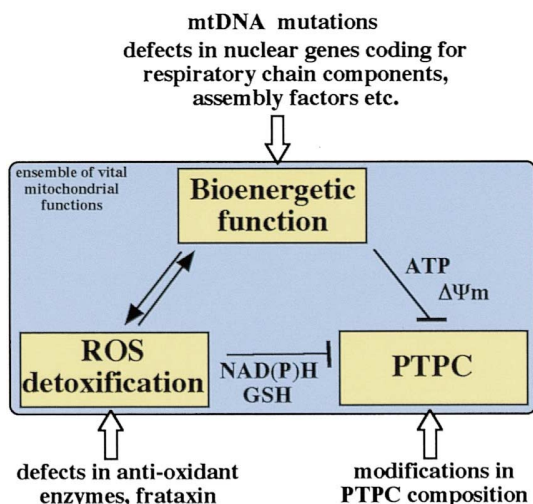 mtDNA mutations
defects in nuclear genes coding for
respiratory chain components,
assembly factors etc.
ensemble of vital
mitochondrial
functions
Bioenergetic
function
ATP
ΔΨm
ROS
detoxification
NAD(P)H
GSH
PTPC
defects in anti-oxidant
enzymes, frataxin
modifications in
PTPC composition